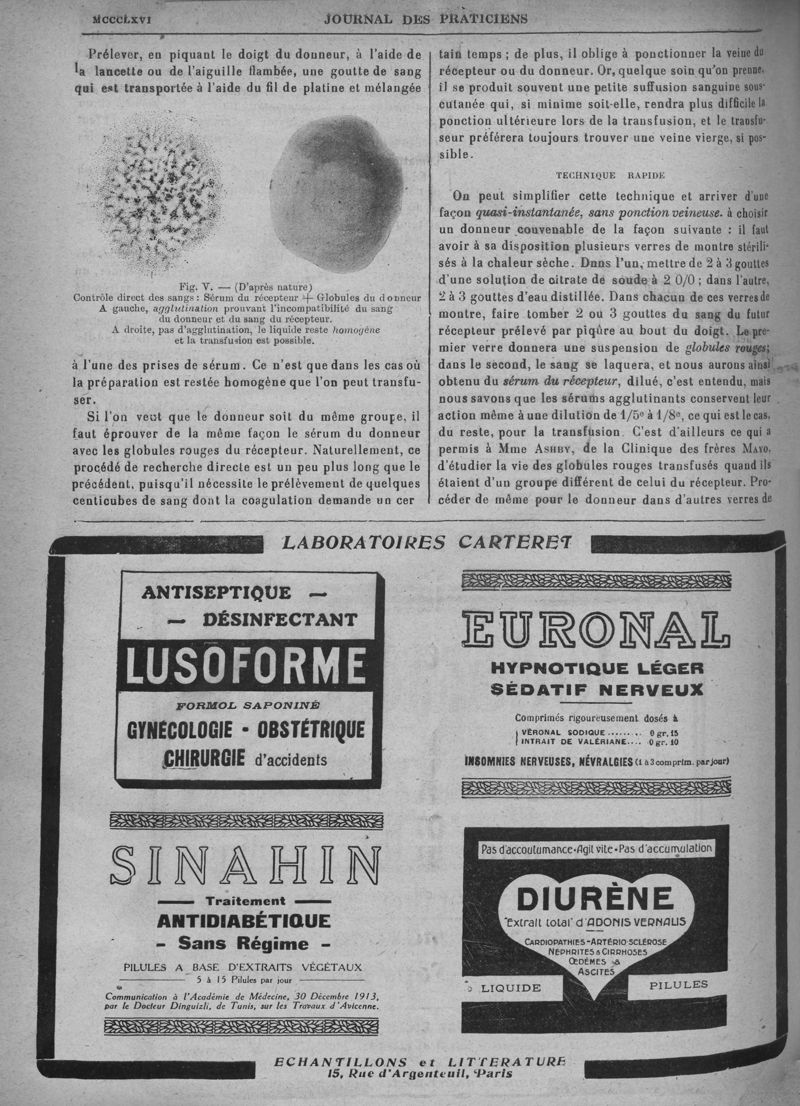 MCCCLXVI
JOURNAL DES PRATICIENS
Prélever, en piquant le doigt du donneur, à l'aide de
la lancette ou de l'aiguille flambée, une goutte de sang
qui est transportée à l'aide du fil de platine et mélangée
Fig. V. — (D'après nature)
Contrôle direct des sangs : Sérum du récepteur + Globules du donneur
A gauche, agglutination prouvant l'incompatibilité du sang
du donneur et du sang du récepteur.
A droite, pas d'agglutination, le liquide reste homogène
et la transfusion est possible.
à l'une des prises de sérum. Ce n'est que dans les cas où
la préparation est restée homogène que l'on peut transfu-
ser.
Si l'on veut que le donneur soit du même groupe, il
faut éprouver de la même façon le sérum du donneur
avec les globules rouges du récepteur. Naturellement, ce
procédé de recherche directe est un peu plus long que le
précédent, puisqu'il nécessite le prélèvement de quelques
centicubes de sang dont la coagulation demande un cer
tain temps ; de plus, il oblige à ponctionner la veine du
récepteur ou du donneur. Or, quelque soin qu'on prenne,
il se produit souvent une petite suffusion sanguine sous-
cutanée qui, si minime soit-elle, rendra plus difficile la
ponction ultérieure lors de la transfusion, et le transfu-
seur préférera toujours trouver une veine vierge, si pos-
sible.
TECHNIQUE RAPIDE
On peut simplifier cette technique et arriver d'une
façon quasi-instantanée, sans ponction veineuse. à choisir
un donneur convenable de la façon suivante : il faut
avoir à sa disposition plusieurs verres de montre stérili-
sés à la chaleur sèche. Dans l'un, mettre de 2 à 3 gouttes
d'une solution de citrate de soude à 2 0/0 ; dans l'autre,
2 à 3 gouttes d'eau distillée. Dans chacun de ces verres de
montre, faire tomber 2 ou 3 gouttes du sang du futur
récepteur prélevé par piqûre au bout du doigt. Le pre-
mier verre donnera une suspension de globules rouges;
dans le second, le sang se laquera, et nous aurons ainsi
obtenu du sérum du récepteur, dilué, c'est entendu, mais
nous savons que les sérums agglutinants conservent leur
action même à une dilution de 1/5e à 1/8e, ce qui est le cas,
du reste, pour la transfusion. C'est d'ailleurs ce qui a
permis à Mme ASHBY, de la Clinique des frères MAYO,
d'étudier la vie des globules rouges transfusés quand ils
étaient d'un groupe différent de celui du récepteur. Pro-
céder de même pour le donneur dans d'autres verres de
LABORATOIRES CARTERET
ANTISEPTIQUE —
— DÉSINFECTANT
LUSOFORME
FORMOL SAPONINÉ
GYNÉCOLOGIE - OBSTÉTRIQUE
CHIRURGIE d'accidents
EURONAL
HYPNOTIQUE LÉGER
SÉDATIF NERVEUX
Comprimés rigoureusement dosés à
VÉRONAL SODIQUE ........ 0 gr. 15
INTRAIT DE VALÉRIANE.... 0 gr. 10
INSOMNIES NERVEUSES, NÉVRALGIES (1 à 3 comprim. par jour)
SINAHIN
Traitement
ANTIDIABÉTIQUE
- Sans Régime -
PILULES A BASE D'EXTRAITS VÉGÉTAUX
5 à 15 Pilules par jour
Communication à l'Académie de Médecine, 30 Décembre 1913,
par le Docteur Dinguizli, de Tunis, sur les Travaux d'Avicenne.
Pas d'accoutumance - Agit vite - Pas d'accumulation
DIURÈNE
"Extrait total" d'ADONIS VERNALIS
CARDIOPATHIES - ARTÉRIO-SCLÉROSE
NÉPHRITES & CIRRHOSES
ŒDÈMES &
ASCITES
LIQUIDE
PILULES
ECHANTILLONS et LITTERATURE
15, Rue d'Argenteuil, Paris